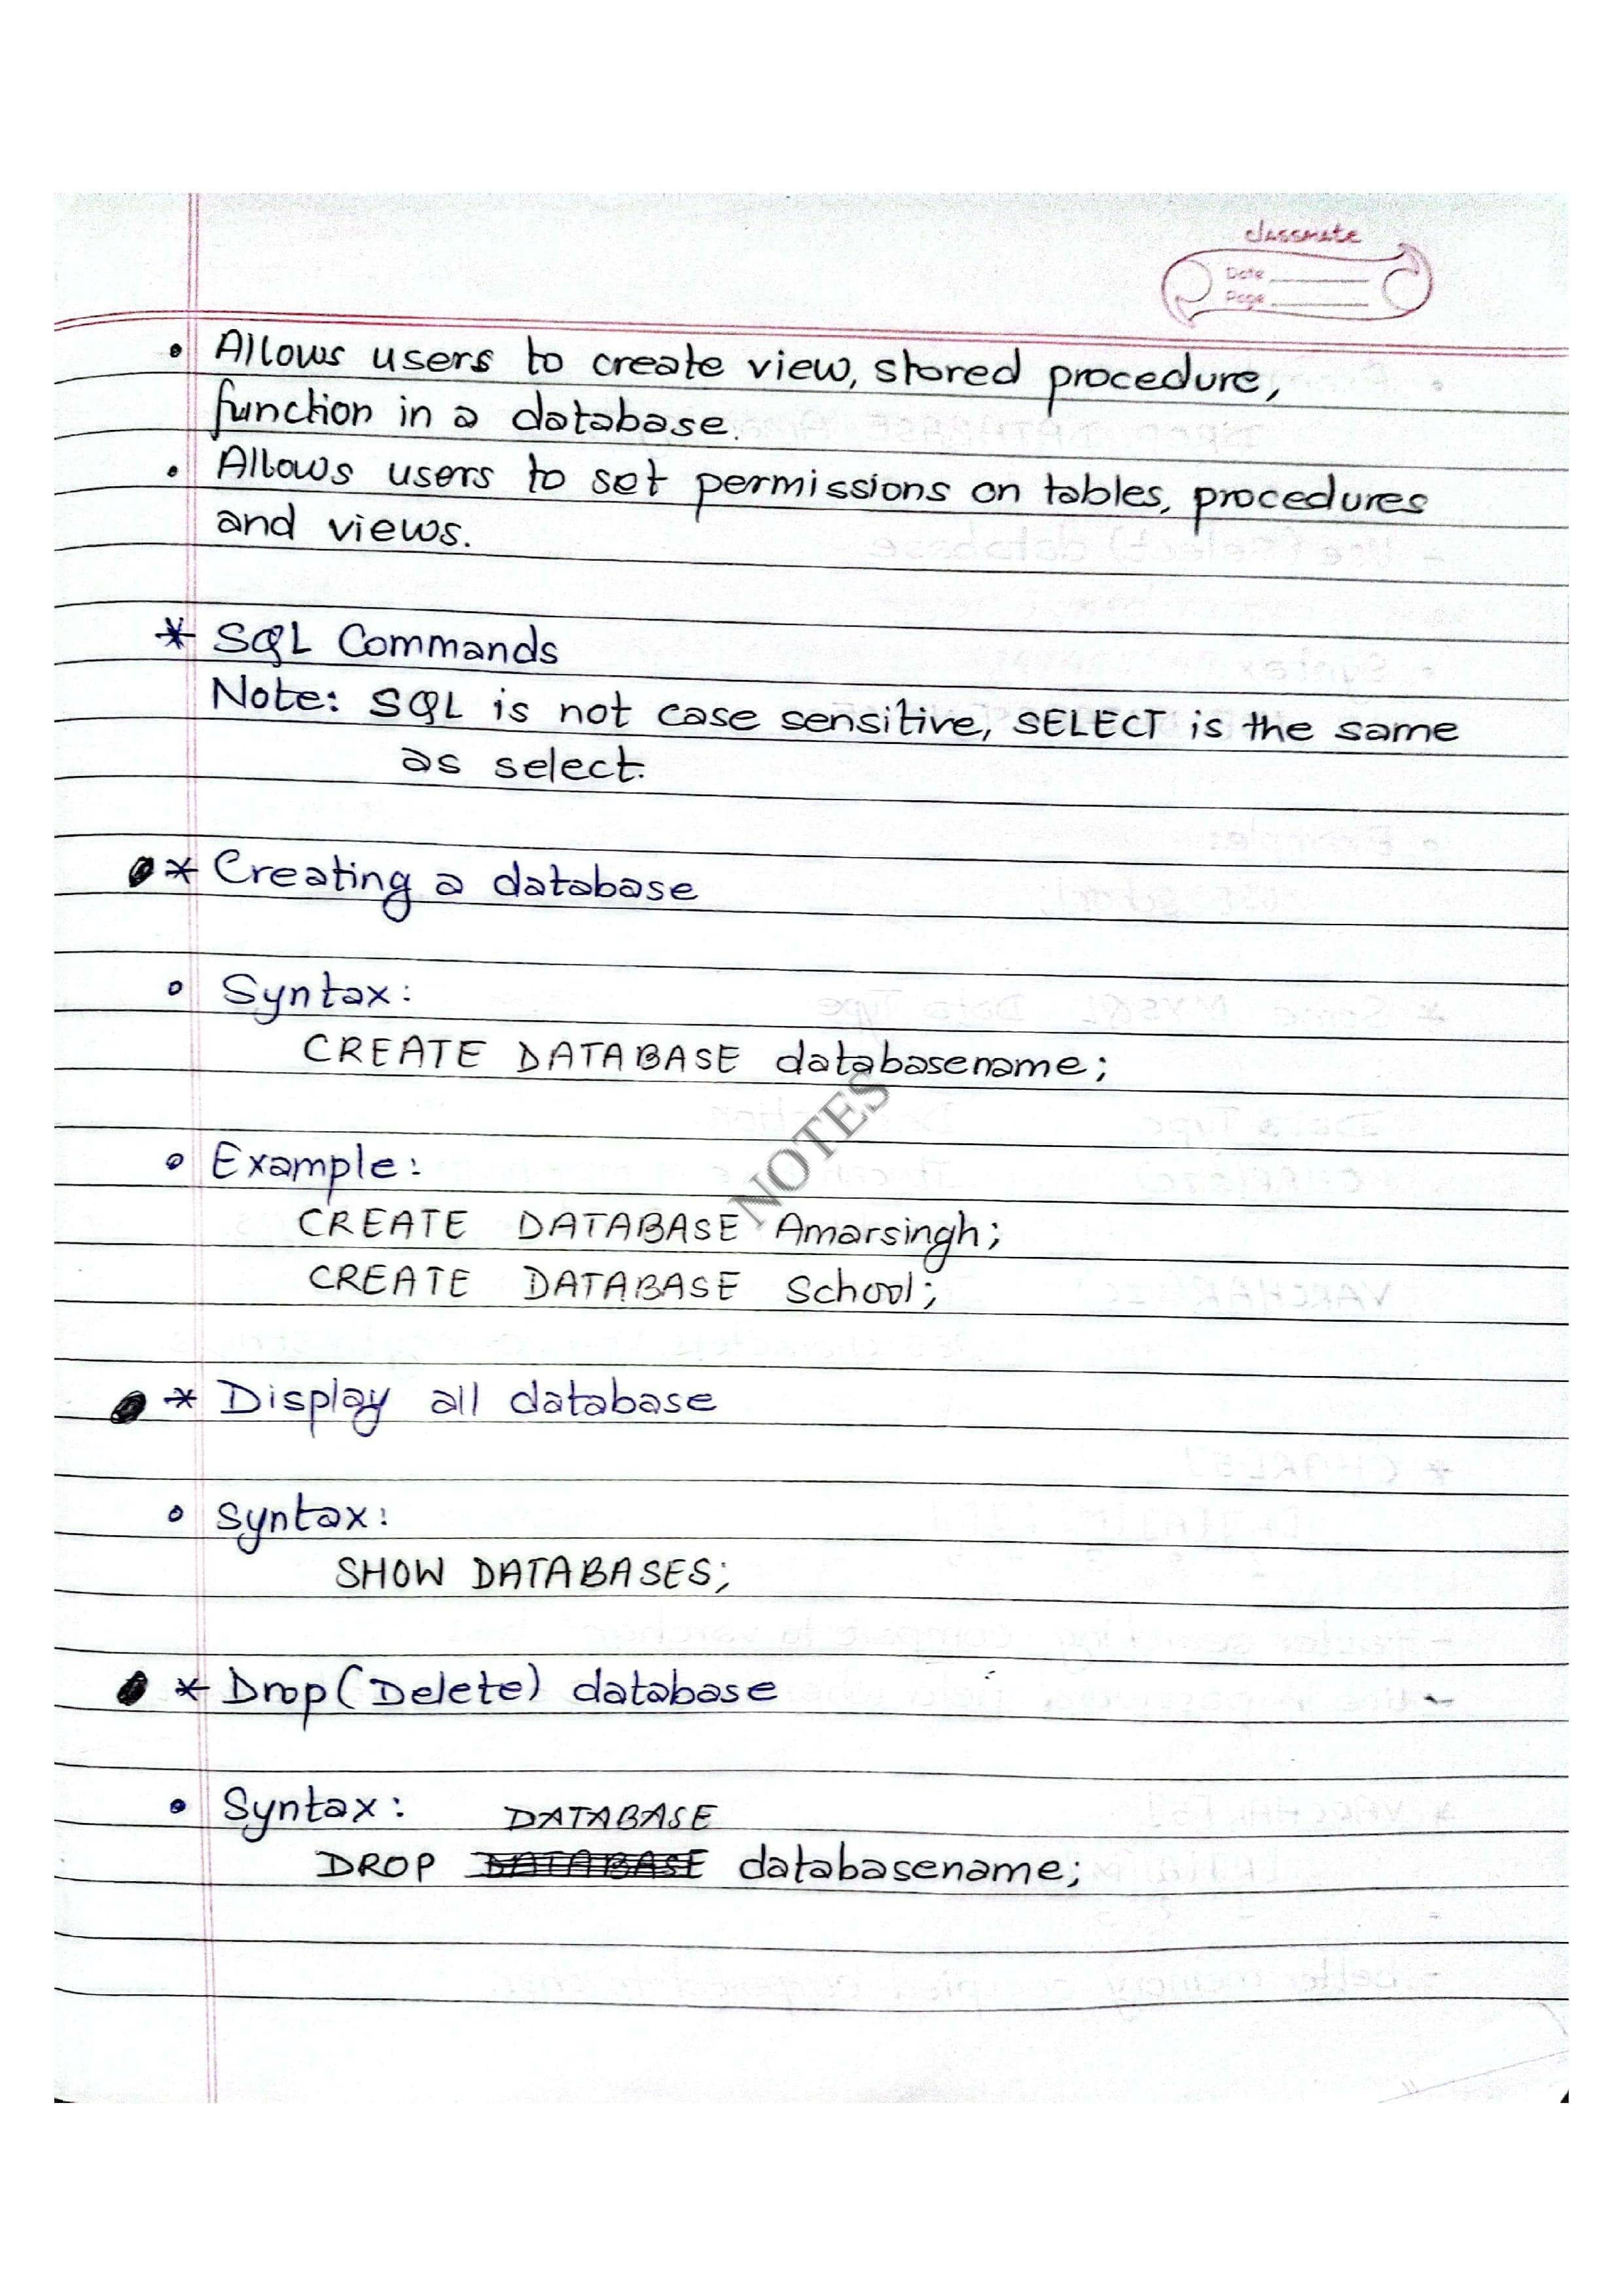 classmate
Date
Page
• Allows users to create view, stored procedure,
function in a database.
• Allows users to set permissions on tables, procedures
and views.
* SQL Commands
Note: SQL is not case sensitive, SELECT is the same
as select.
* Creating a database
• Syntax:
CREATE DATABASE databasename;
• Example:
CREATE DATABASE Amarsingh;
CREATE DATABASE School;
NOTES
* Display all database
• Syntax:
SHOW DATABASES;
* Drop (Delete) database
• Syntax:
DATABASE
DROP DATABASE databasename;